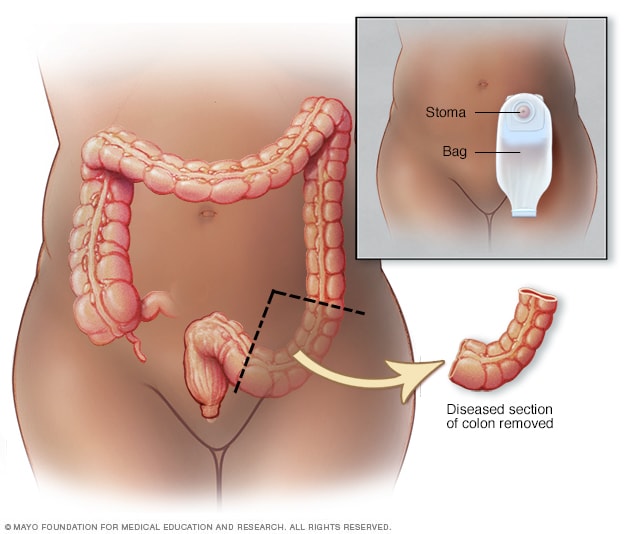 Stoma
Bag
Diseased section
of colon removed
© MAYO FOUNDATION FOR MEDICAL EDUCATION AND RESEARCH. ALL RIGHTS RESERVED.